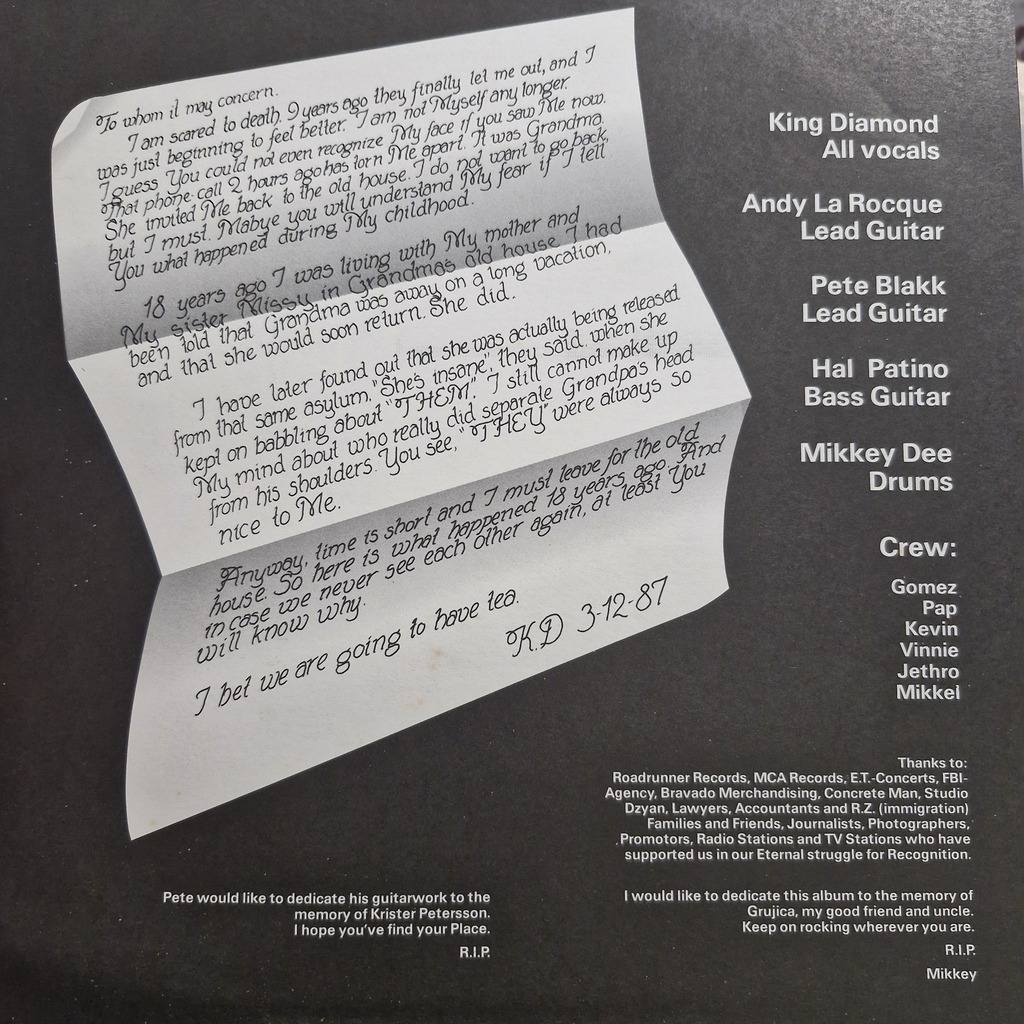 To whom it may concern.
I am scared to death. 9 years ago they finally let me out, and I
was just beginning to feel better. I am not Myself any longer.
I guess You could not even recognize My face if you saw Me now.
That phone call 2 hours ago has torn Me apart. It was Grandma.
She invited Me back to the old house. I do not want to go back,
but I must. Mabye you will understand My fear if I tell
You what happened during My childhood.
18 years ago I was living with My mother and
My sister Missy in Grandmas old house. I had
been told that Grandma was away on a long vacation,
and that she would soon return. She did.
I have later found out that she was actually being released
from that same asylum. "She's insane", they said. when she
kept on babbling about "THEM". I still cannot make up
My mind about who really did separate Grandpa's head
from his shoulders. You see, "THEY" were always so
nice to Me.
Anyway, time is short and I must leave for the old
house. So here is what happened 18 years ago. And
in case we never see each other again, at least You
will know why.
I bet we are going to have tea.
K.D 3-12-87
King Diamond
All vocals
Andy La Rocque
Lead Guitar
Pete Blakk
Lead Guitar
Hal Patino
Bass Guitar
Mikkey Dee
Drums
Crew:
Gomez
Pap
Kevin
Vinnie
Jethro
Mikkel
Thanks to:
Roadrunner Records, MCA Records, E.T.-Concerts, FBI-
Agency, Bravado Merchandising, Concrete Man, Studio
Dzyan, Lawyers, Accountants and R.Z. (immigration)
Families and Friends, Journalists, Photographers,
Promotors, Radio Stations and TV Stations who have
supported us in our Eternal struggle for Recognition.
Pete would like to dedicate his guitarwork to the
memory of Krister Petersson.
I hope you've find your Place.
R.I.P.
I would like to dedicate this album to the memory of
Grujica, my good friend and uncle.
Keep on rocking wherever you are.
R.I.P.
Mikkey